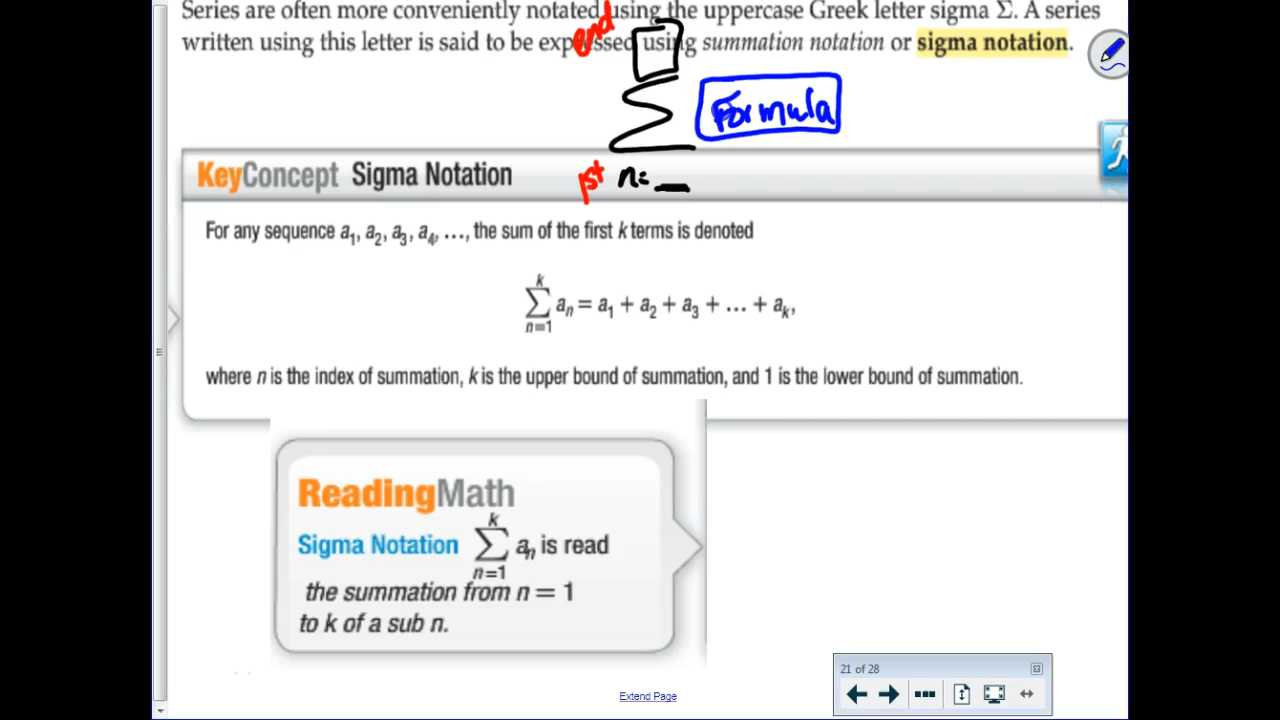 Series are often more conveniently notated using the uppercase Greek letter sigma Σ. A series
written using this letter is said to be expressed using summation notation or sigma notation.
end
Σ Formula
1st n= __
KeyConcept Sigma Notation
For any sequence a₁, a₂, a₃, a₄, …, the sum of the first k terms is denoted
k
∑ aₙ = a₁ + a₂ + a₃ + … + aₖ,
n=1
where n is the index of summation, k is the upper bound of summation, and 1 is the lower bound of summation.
ReadingMath
k
Sigma Notation ∑ aₙ is read
n=1
the summation from n = 1
to k of a sub n.
21 of 28
Extend Page